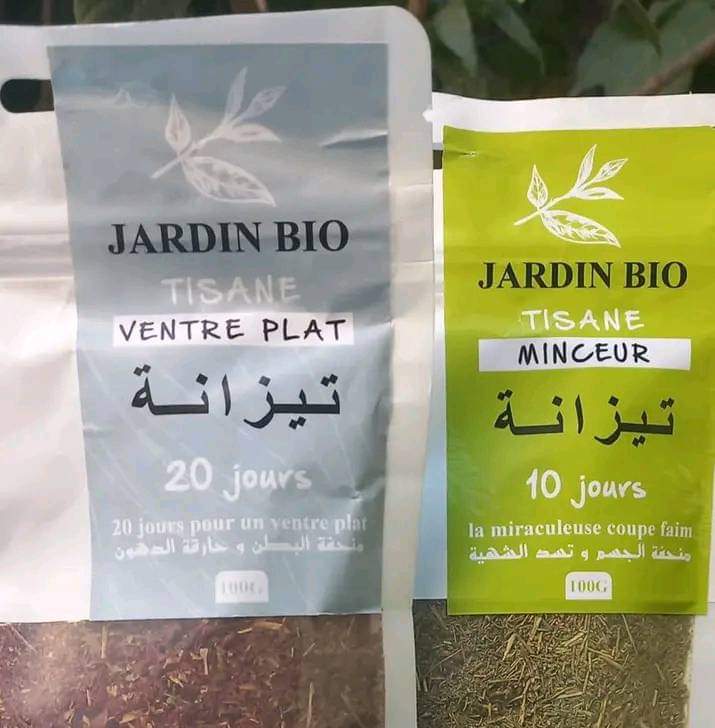 JARDIN BIO
TISANE
VENTRE PLAT
تيزانة
20 jours
20 jours pour un ventre plat
منحفة البطن و حارقة الدهون
100G
JARDIN BIO
TISANE
MINCEUR
تيزانة
10 jours
la miraculeuse coupe faim
منحفة الجسم و تسد الشهية
100G